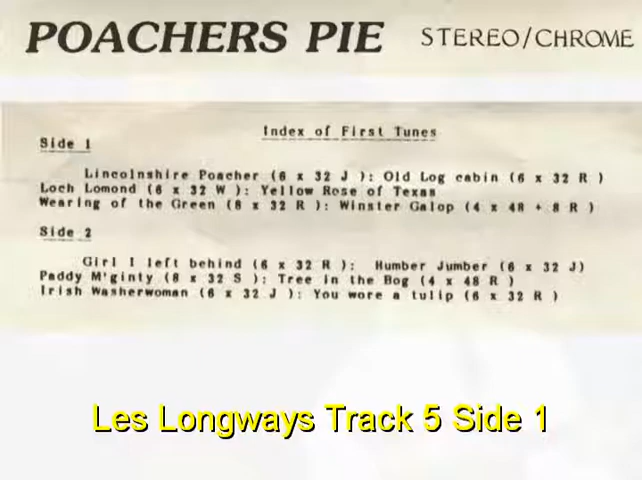 POACHERS PIE STEREO/CHROME
Index of First Tunes
Side 1
Lincolnshire Poacher (6 x 32 J ): Old Log cabin (6 x 32 R )
Loch Lomond (6 x 32 W ): Yellow Rose of Texas
Wearing of the Green (8 x 32 R ): Winster Galop (4 x 48 + 8 R )
Side 2
Girl I left behind (6 x 32 R ): Humber Jumber (6 x 32 J)
Paddy M'ginty (8 x 32 S ): Tree in the Bog (4 x 48 R )
Irish Washerwoman (6 x 32 J ): You wore a tulip (6 x 32 R )
Les Longways Track 5 Side 1